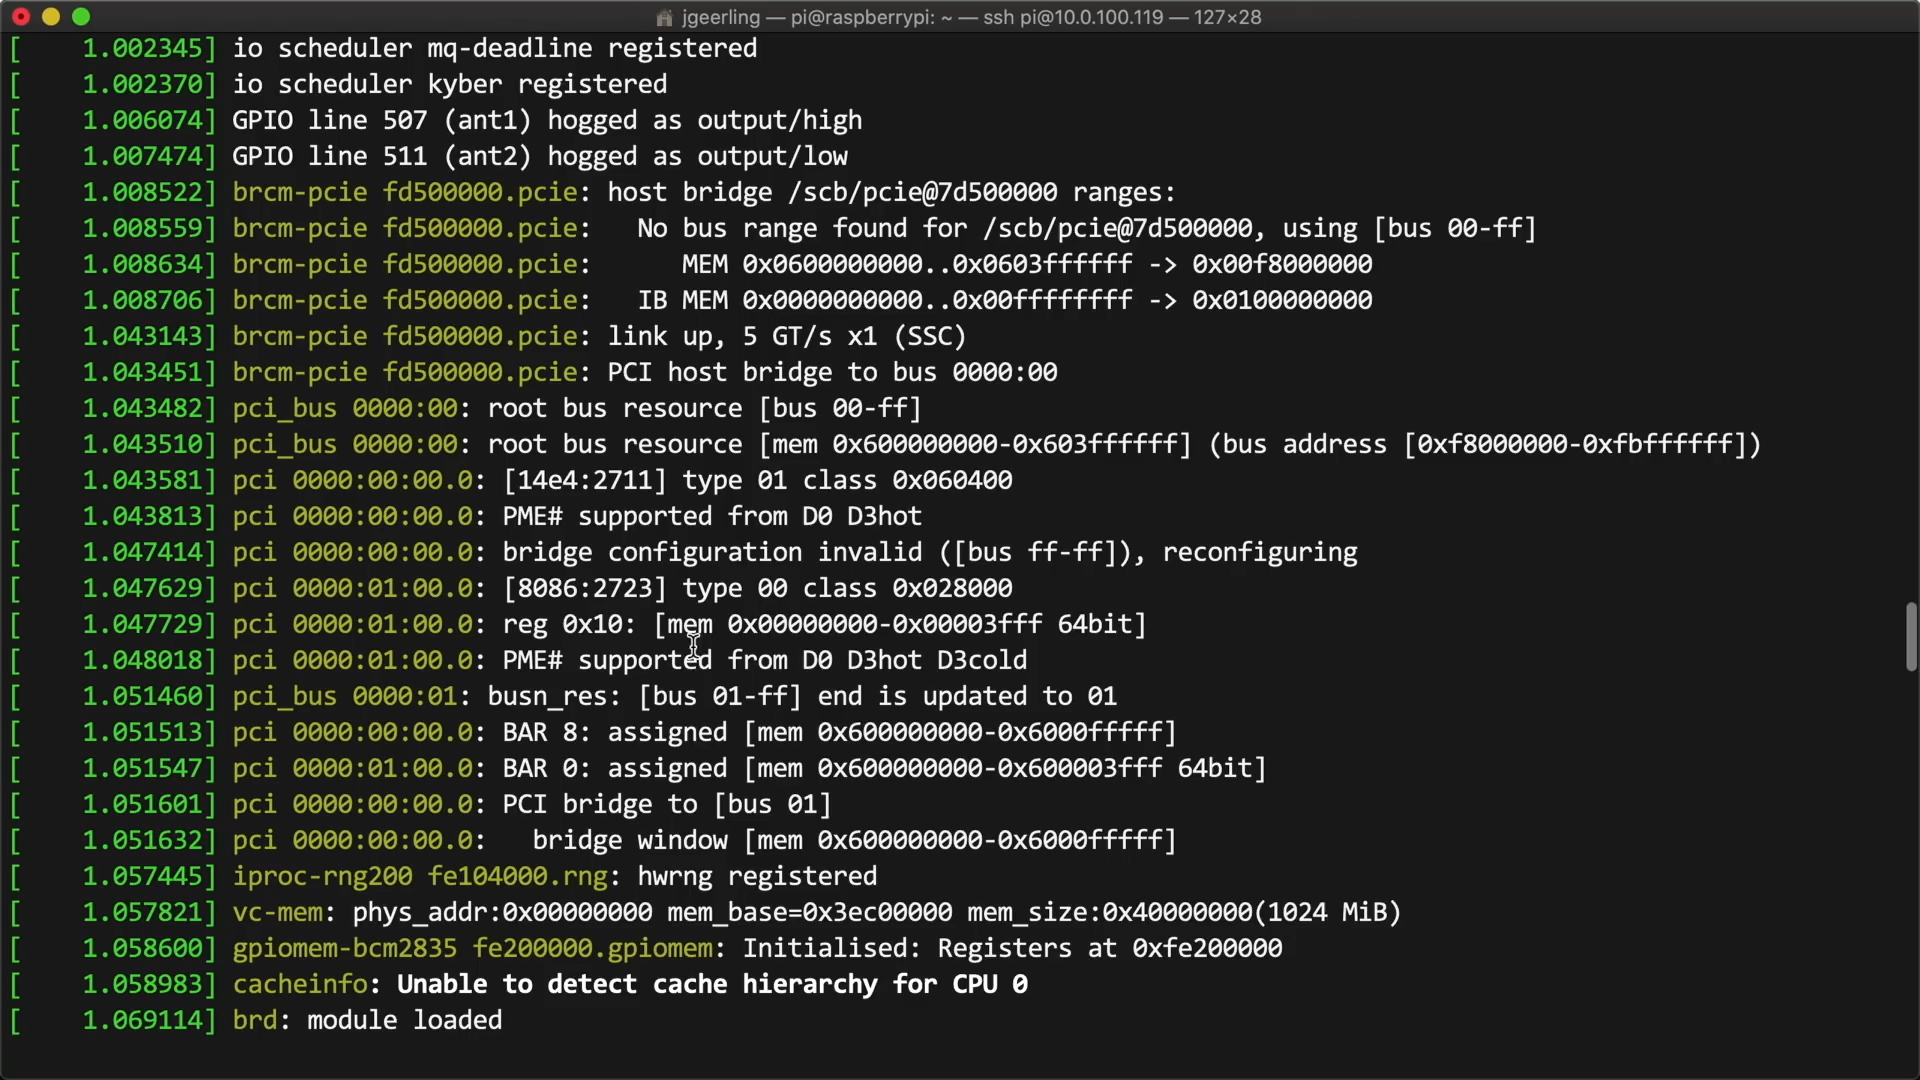 jgeerling — pi@raspberrypi: ~ — ssh pi@10.0.100.119 — 127×28
[    1.002345] io scheduler mq-deadline registered
[    1.002370] io scheduler kyber registered
[    1.006074] GPIO line 507 (ant1) hogged as output/high
[    1.007474] GPIO line 511 (ant2) hogged as output/low
[    1.008522] brcm-pcie fd500000.pcie: host bridge /scb/pcie@7d500000 ranges:
[    1.008559] brcm-pcie fd500000.pcie:   No bus range found for /scb/pcie@7d500000, using [bus 00-ff]
[    1.008634] brcm-pcie fd500000.pcie:      MEM 0x0600000000..0x0603ffffff -> 0x00f8000000
[    1.008706] brcm-pcie fd500000.pcie:   IB MEM 0x0000000000..0x00ffffffff -> 0x0100000000
[    1.043143] brcm-pcie fd500000.pcie: link up, 5 GT/s x1 (SSC)
[    1.043451] brcm-pcie fd500000.pcie: PCI host bridge to bus 0000:00
[    1.043482] pci_bus 0000:00: root bus resource [bus 00-ff]
[    1.043510] pci_bus 0000:00: root bus resource [mem 0x600000000-0x603ffffff] (bus address [0xf8000000-0xfbffffff])
[    1.043581] pci 0000:00:00.0: [14e4:2711] type 01 class 0x060400
[    1.043813] pci 0000:00:00.0: PME# supported from D0 D3hot
[    1.047414] pci 0000:00:00.0: bridge configuration invalid ([bus ff-ff]), reconfiguring
[    1.047629] pci 0000:01:00.0: [8086:2723] type 00 class 0x028000
[    1.047729] pci 0000:01:00.0: reg 0x10: [mem 0x00000000-0x00003fff 64bit]
[    1.048018] pci 0000:01:00.0: PME# supported from D0 D3hot D3cold
[    1.051460] pci_bus 0000:01: busn_res: [bus 01-ff] end is updated to 01
[    1.051513] pci 0000:00:00.0: BAR 8: assigned [mem 0x600000000-0x6000fffff]
[    1.051547] pci 0000:01:00.0: BAR 0: assigned [mem 0x600000000-0x600003fff 64bit]
[    1.051601] pci 0000:00:00.0: PCI bridge to [bus 01]
[    1.051632] pci 0000:00:00.0:   bridge window [mem 0x600000000-0x6000fffff]
[    1.057445] iproc-rng200 fe104000.rng: hwrng registered
[    1.057821] vc-mem: phys_addr:0x00000000 mem_base=0x3ec00000 mem_size:0x40000000(1024 MiB)
[    1.058600] gpiomem-bcm2835 fe200000.gpiomem: Initialised: Registers at 0xfe200000
[    1.058983] cacheinfo: Unable to detect cache hierarchy for CPU 0
[    1.069114] brd: module loaded